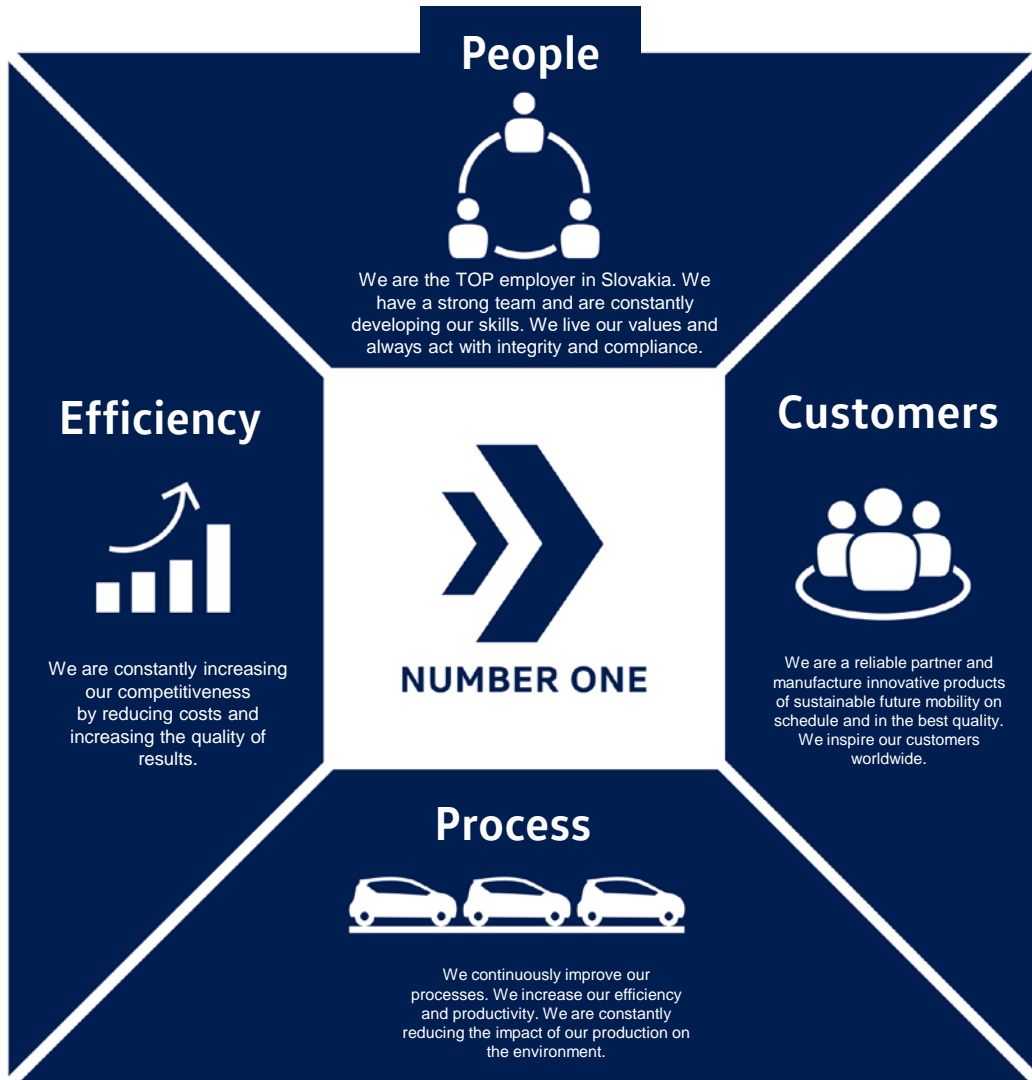 People
We are the TOP employer in Slovakia. We
have a strong team and are constantly
developing our skills. We live our values and
always act with integrity and compliance.
Efficiency
We are constantly increasing
our competitiveness
by reducing costs and
increasing the quality of
results.
NUMBER ONE
Customers
We are a reliable partner and
manufacture innovative products
of sustainable future mobility on
schedule and in the best quality.
We inspire our customers
worldwide.
Process
We continuously improve our
processes. We increase our efficiency
and productivity. We are constantly
reducing the impact of our production on
the environment.